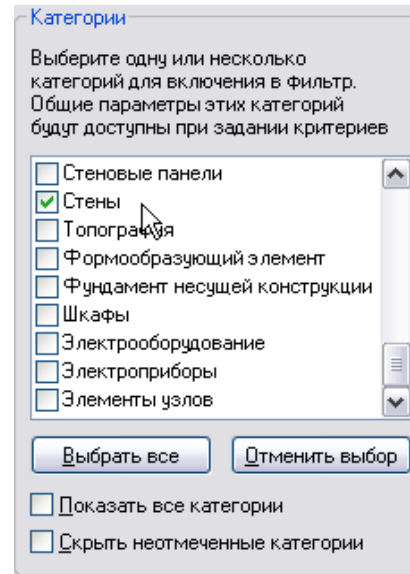 Категории
Выберите одну или несколько
категорий для включения в фильтр.
Общие параметры этих категорий
будут доступны при задании критериев
Стеновые панели
Стены
Топография
Формообразующий элемент
Фундамент несущей конструкции
Шкафы
Электрооборудование
Электроприборы
Элементы узлов
Выбрать все
Отменить выбор
Показать все категории
Скрыть неотмеченные категории